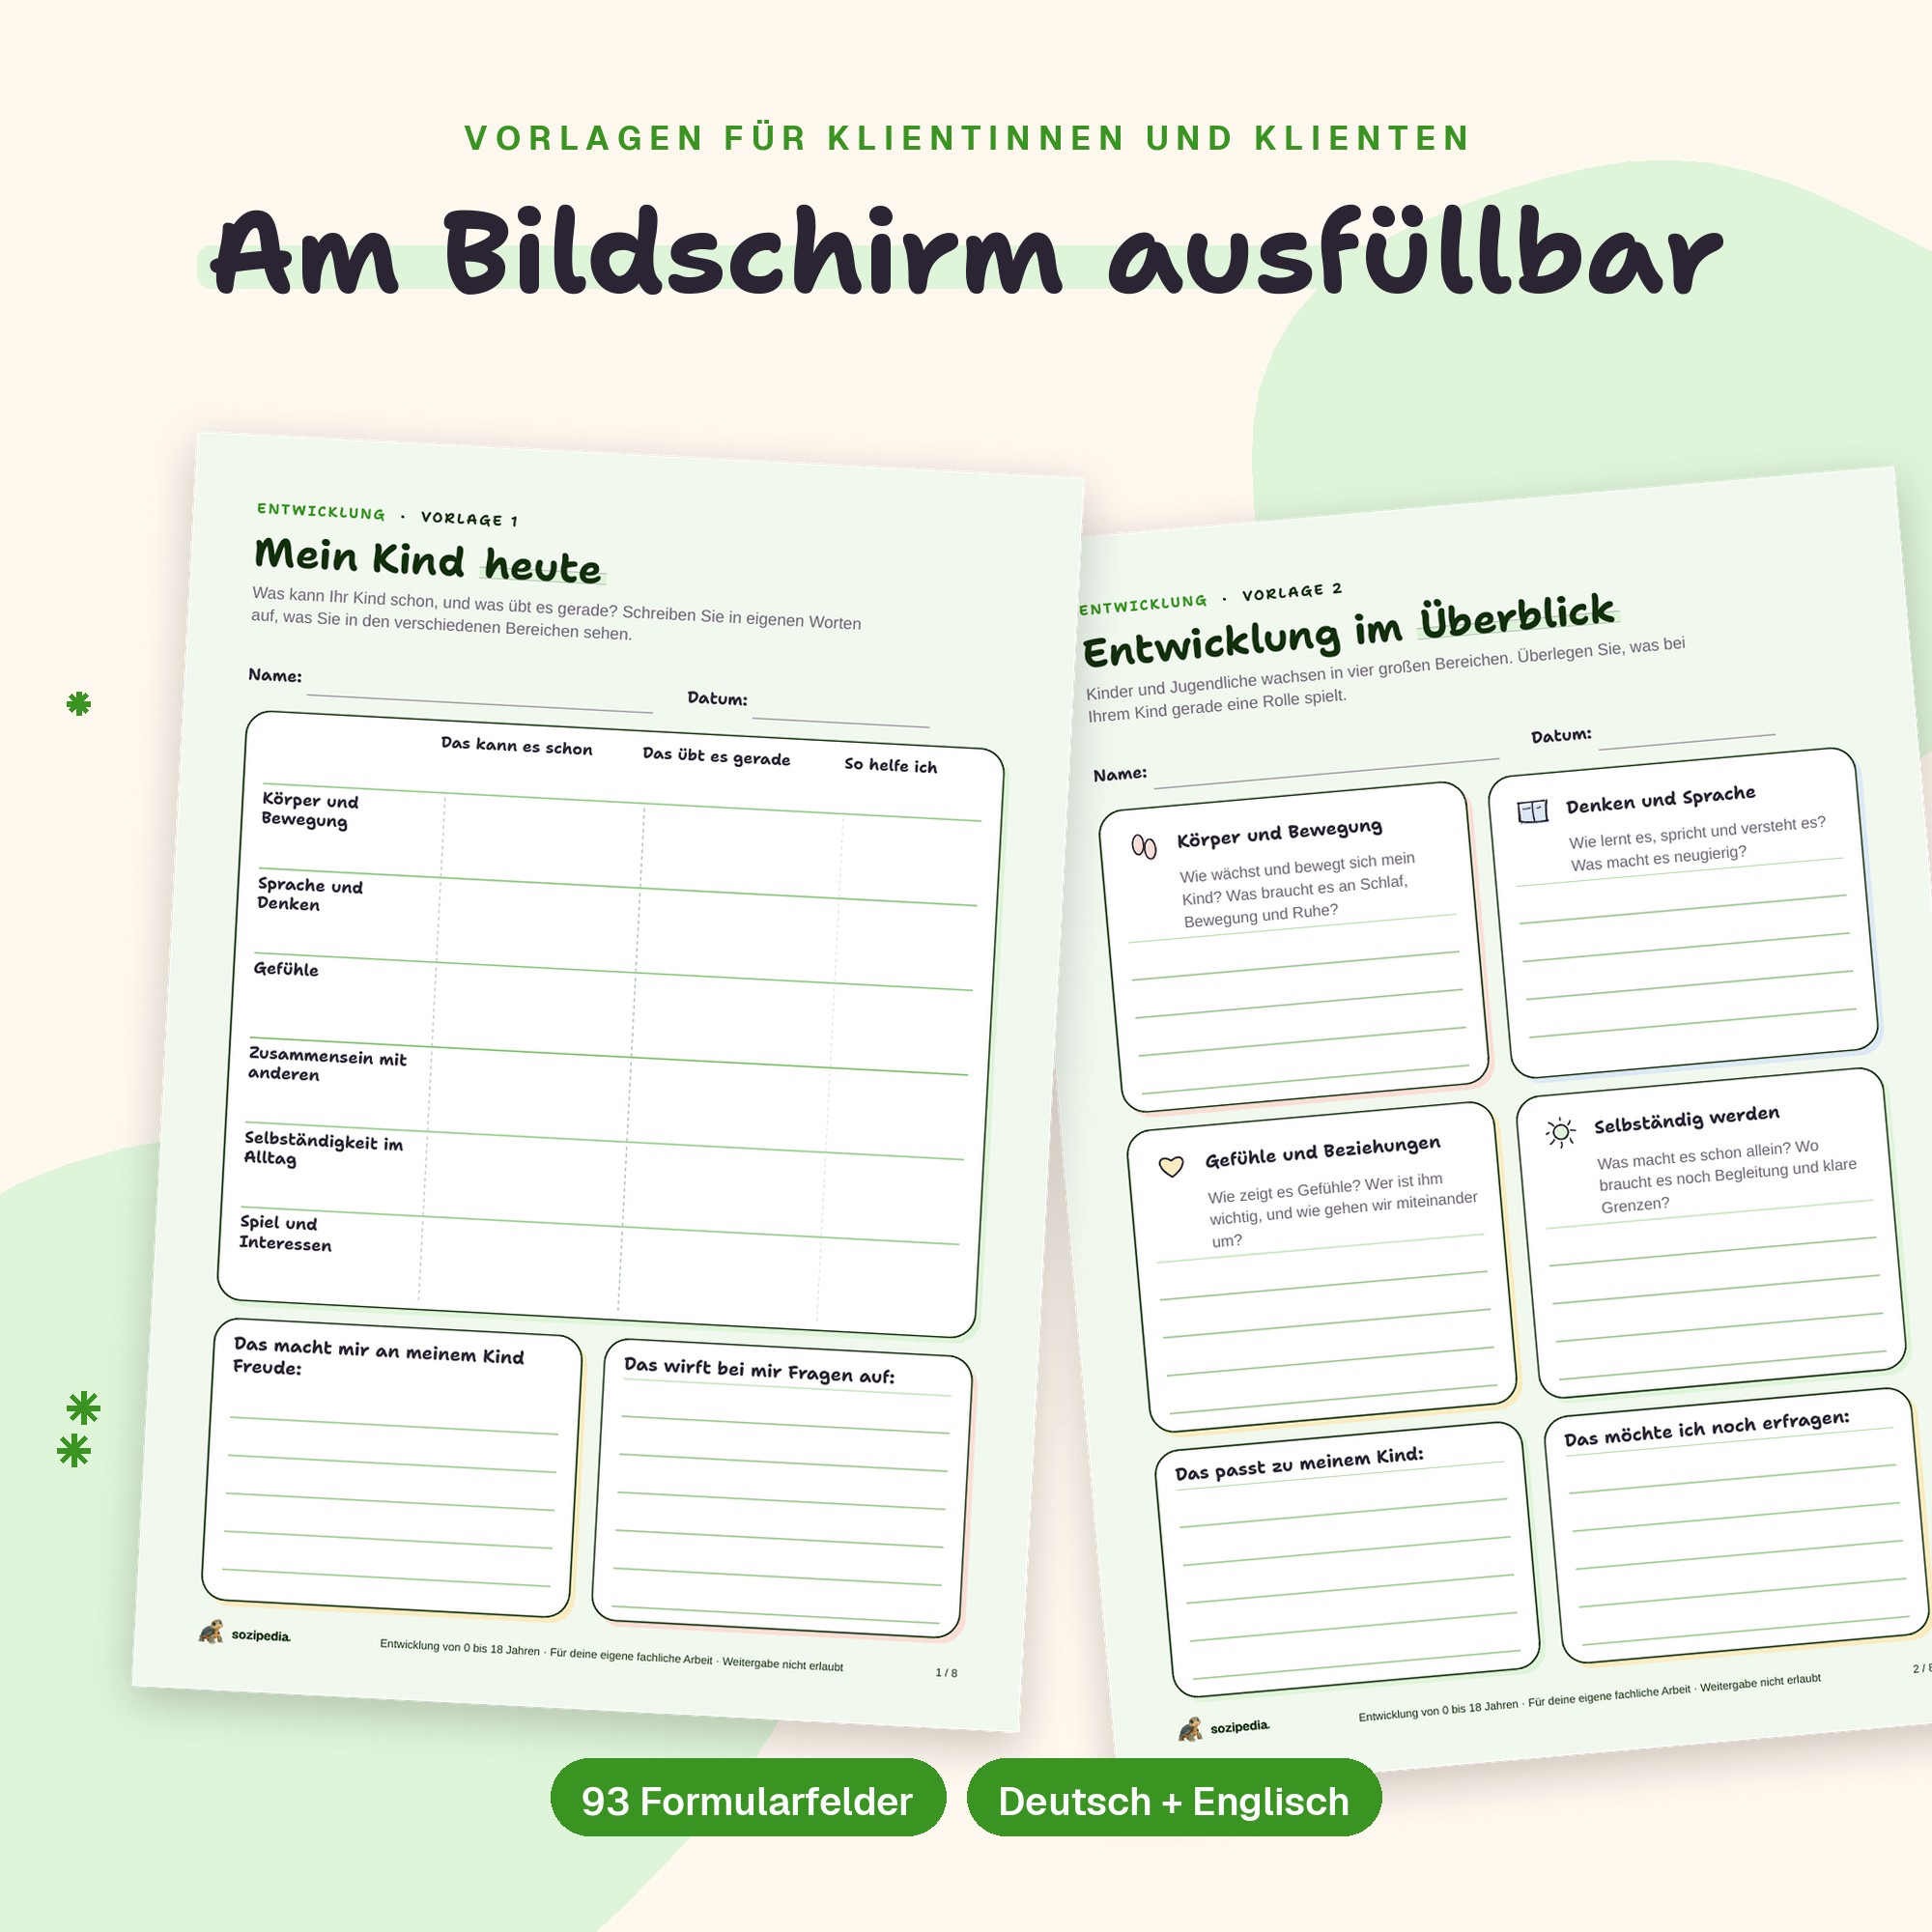 VORLAGEN FÜR KLIENTINNEN UND KLIENTEN
Am Bildschirm ausfüllbar
ENTWICKLUNG · VORLAGE 1
Mein Kind heute
Was kann Ihr Kind schon, und was übt es gerade? Schreiben Sie in eigenen Worten
auf, was Sie in den verschiedenen Bereichen sehen.
Name:
Datum:
Das kann es schon
Das übt es gerade
So helfe ich
Körper und
Bewegung
Sprache und
Denken
Gefühle
Zusammensein mit
anderen
Selbständigkeit im
Alltag
Spiel und
Interessen
Das macht mir an meinem Kind
Freude:
Das wirft bei mir Fragen auf:
sozipedia.
Entwicklung von 0 bis 18 Jahren · Für deine eigene fachliche Arbeit · Weitergabe nicht erlaubt
1 / 8
ENTWICKLUNG · VORLAGE 2
Entwicklung im Überblick
Kinder und Jugendliche wachsen in vier großen Bereichen. Überlegen Sie, was bei
Ihrem Kind gerade eine Rolle spielt.
Name:
Datum:
Körper und Bewegung
Wie wächst und bewegt sich mein
Kind? Was braucht es an Schlaf,
Bewegung und Ruhe?
Denken und Sprache
Wie lernt es, spricht und versteht es?
Was macht es neugierig?
Gefühle und Beziehungen
Wie zeigt es Gefühle? Wer ist ihm
wichtig, und wie gehen wir miteinander
um?
Selbständig werden
Was macht es schon allein? Wo
braucht es noch Begleitung und klare
Grenzen?
Das passt zu meinem Kind:
Das möchte ich noch erfragen:
sozipedia.
Entwicklung von 0 bis 18 Jahren · Für deine eigene fachliche Arbeit · Weitergabe nicht erlaubt
2 / 8
93 Formularfelder
Deutsch + Englisch